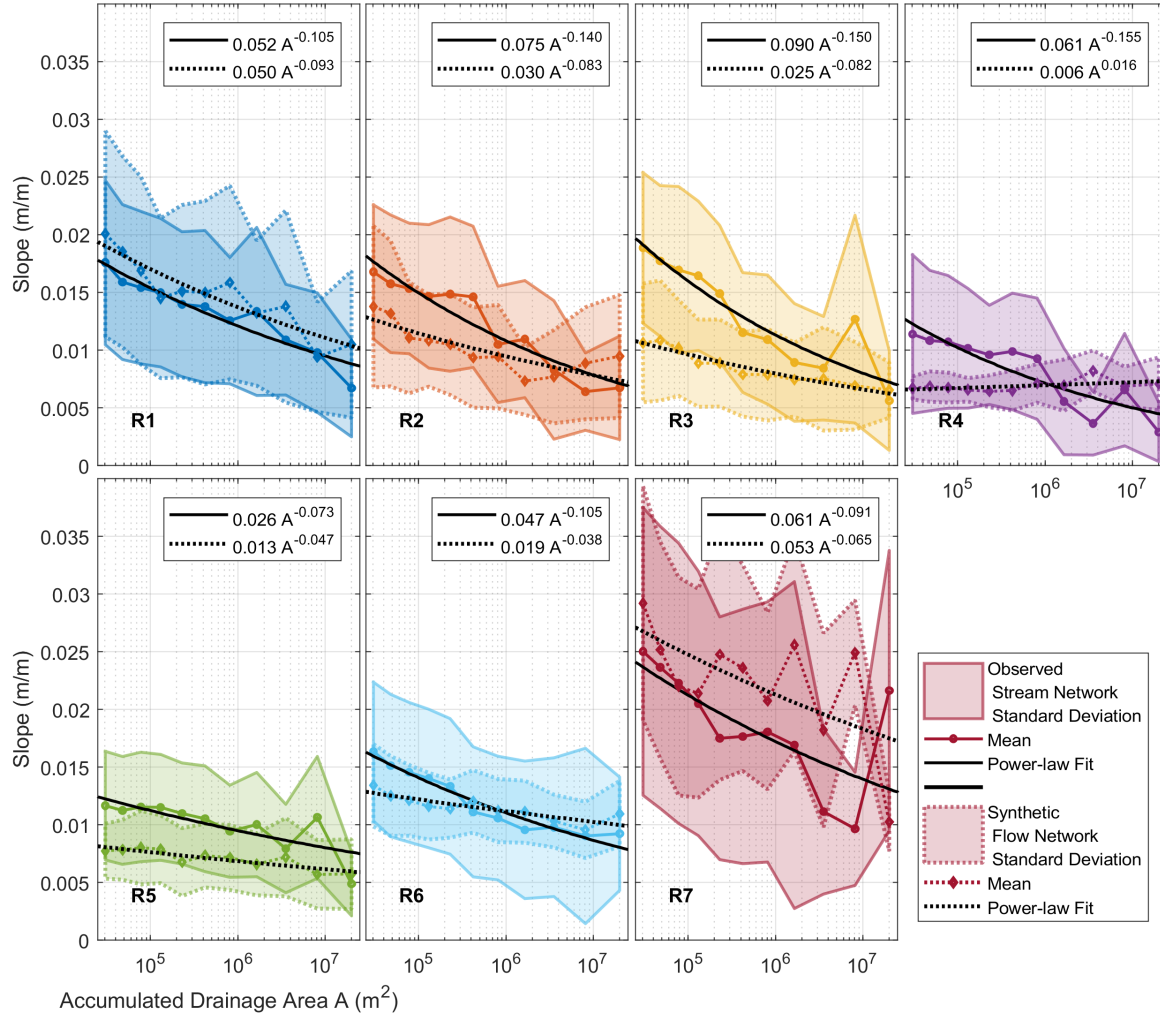 0.052 A^-0.105
0.050 A^-0.093
0.075 A^-0.140
0.030 A^-0.083
0.090 A^-0.150
0.025 A^-0.082
0.061 A^-0.155
0.006 A^0.016
0.035
0.03
0.025
0.02
0.015
0.01
0.005
0
Slope (m/m)
R1
R2
R3
R4
10^5
10^6
10^7
0.026 A^-0.073
0.013 A^-0.047
0.047 A^-0.105
0.019 A^-0.038
0.061 A^-0.091
0.053 A^-0.065
0.035
0.03
0.025
0.02
0.015
0.01
0.005
0
Slope (m/m)
R5
R6
R7
10^5
10^6
10^7
10^5
10^6
10^7
10^5
10^6
10^7
Accumulated Drainage Area A (m^2)
Observed
Stream Network
Standard Deviation
Mean
Power-law Fit
Synthetic
Flow Network
Standard Deviation
Mean
Power-law Fit